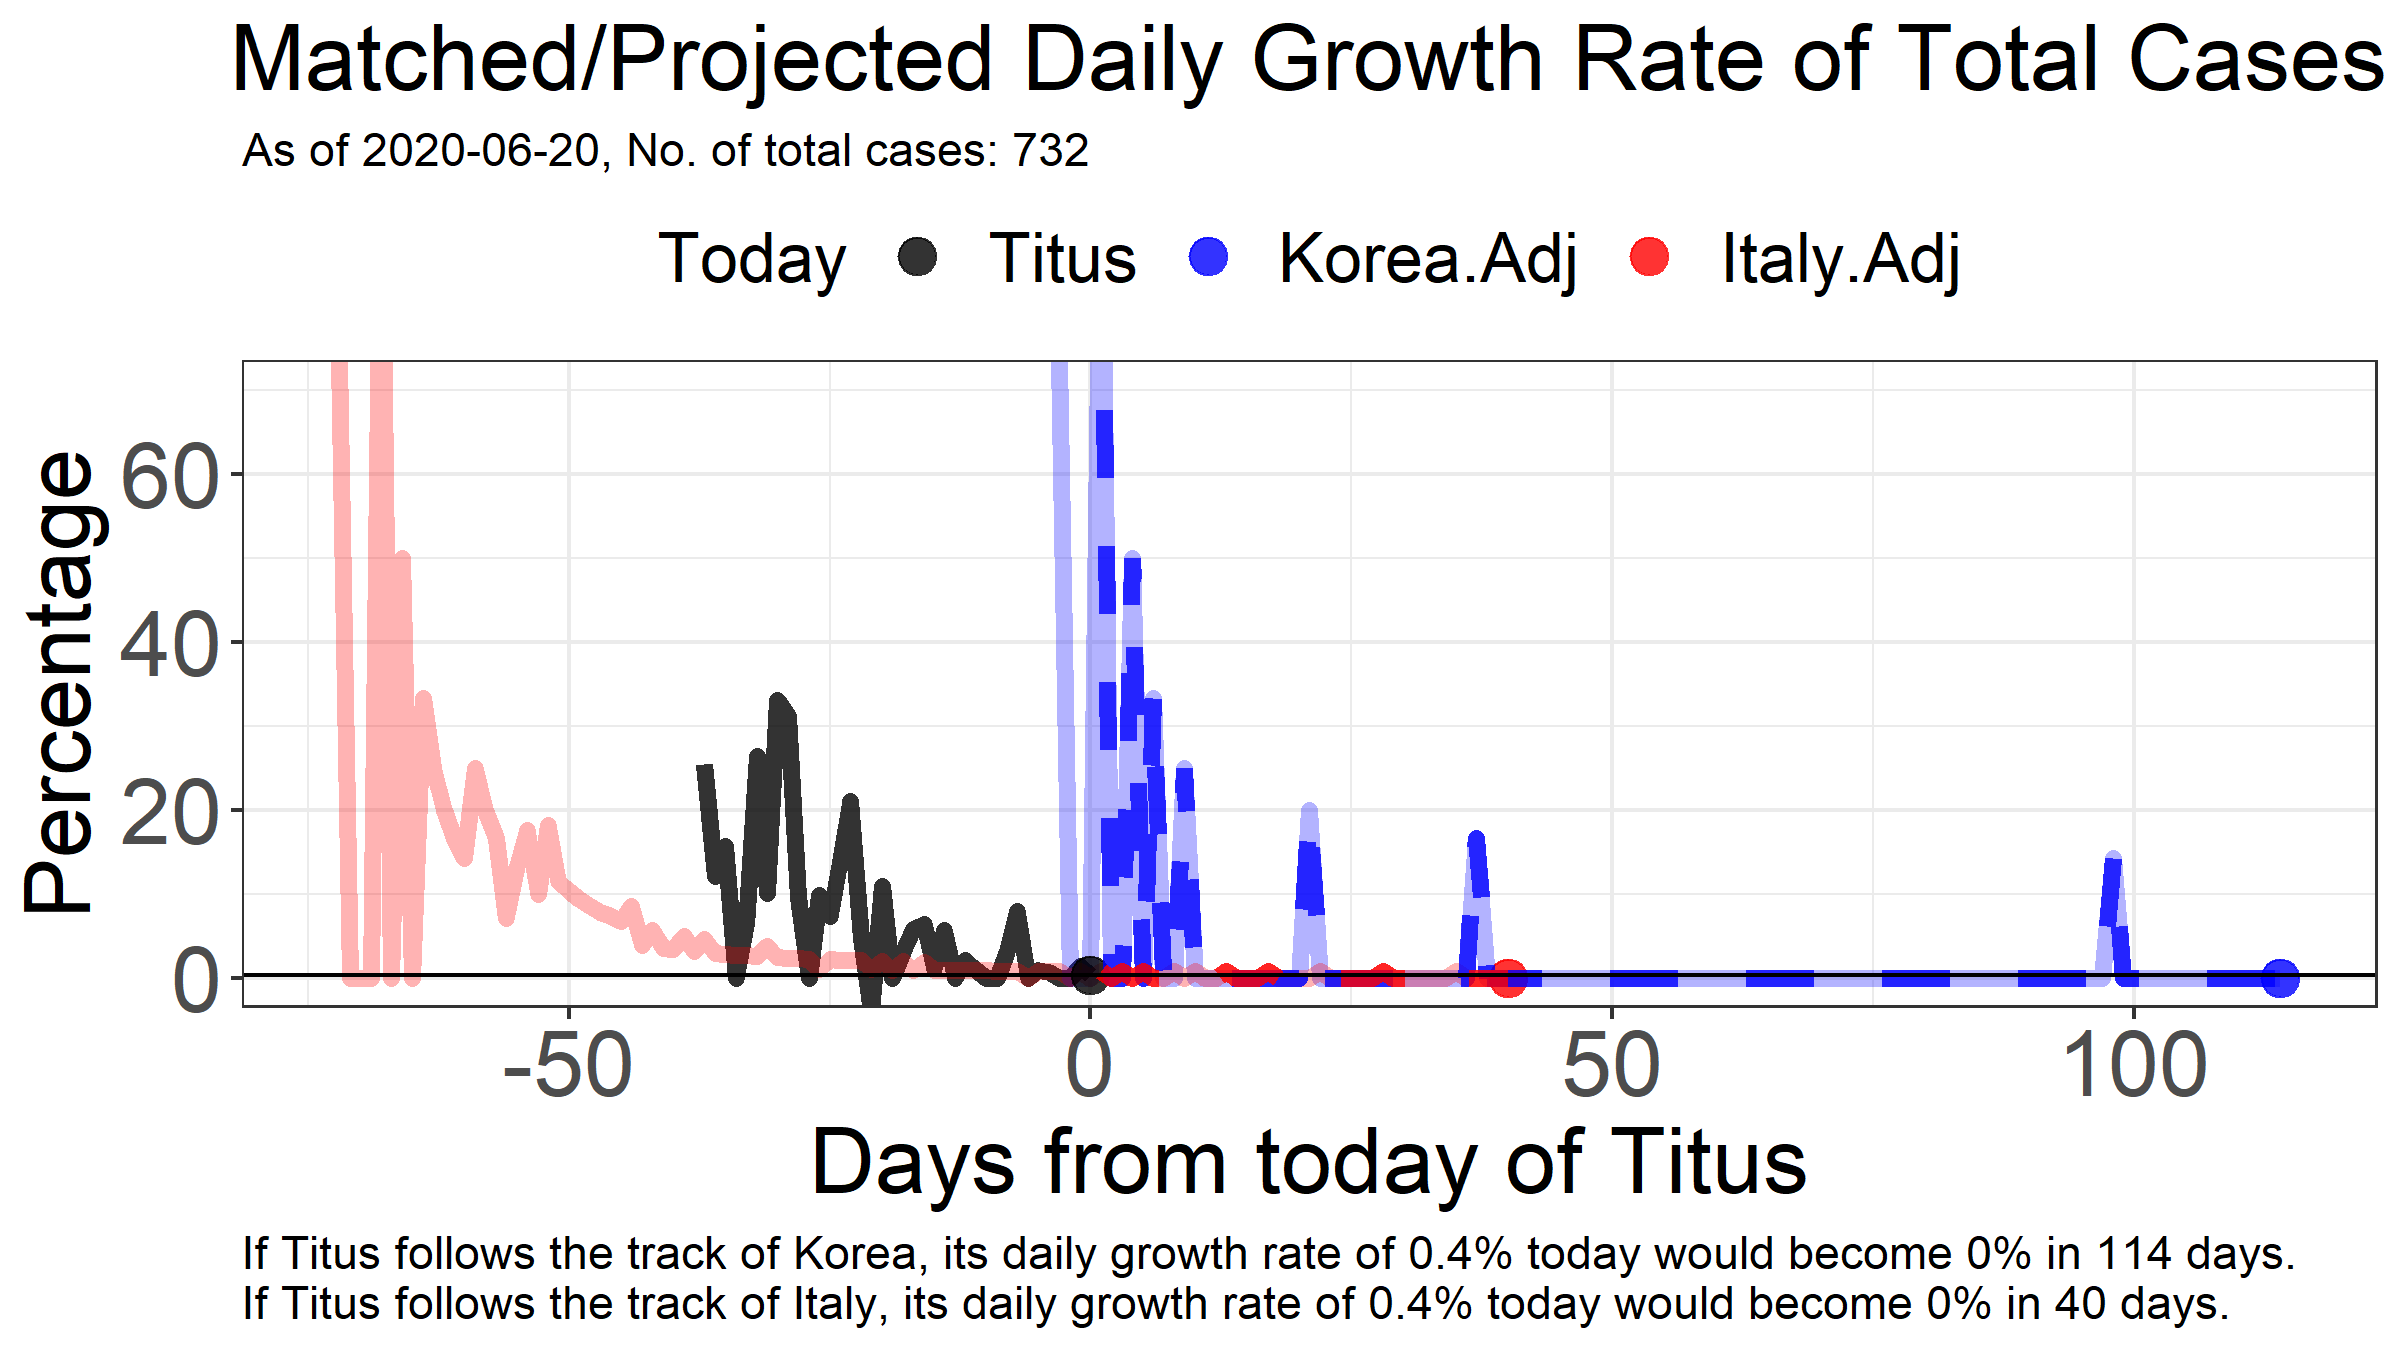 Matched/Projected Daily Growth Rate of Total Cases
As of 2020-06-20, No. of total cases: 732
Today Titus Korea.Adj Italy.Adj
Percentage
60
40
20
0
-50 0 50 100
Days from today of Titus
If Titus follows the track of Korea, its daily growth rate of 0.4% today would become 0% in 114 days.
If Titus follows the track of Italy, its daily growth rate of 0.4% today would become 0% in 40 days.